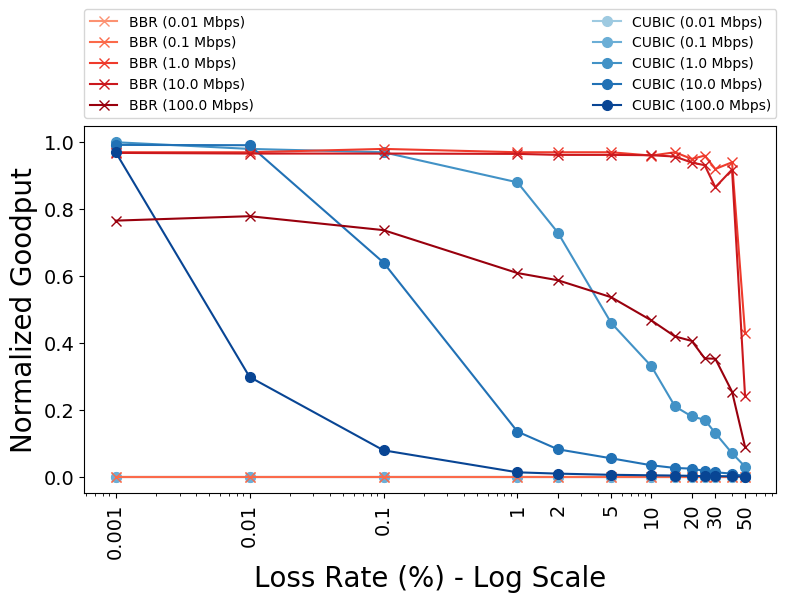 BBR (0.01 Mbps)
BBR (0.1 Mbps)
BBR (1.0 Mbps)
BBR (10.0 Mbps)
BBR (100.0 Mbps)
CUBIC (0.01 Mbps)
CUBIC (0.1 Mbps)
CUBIC (1.0 Mbps)
CUBIC (10.0 Mbps)
CUBIC (100.0 Mbps)
Normalized Goodput
1.0
0.8
0.6
0.4
0.2
0.0
0.001
0.01
0.1
1
2
5
10
20
30
50
Loss Rate (%) - Log Scale